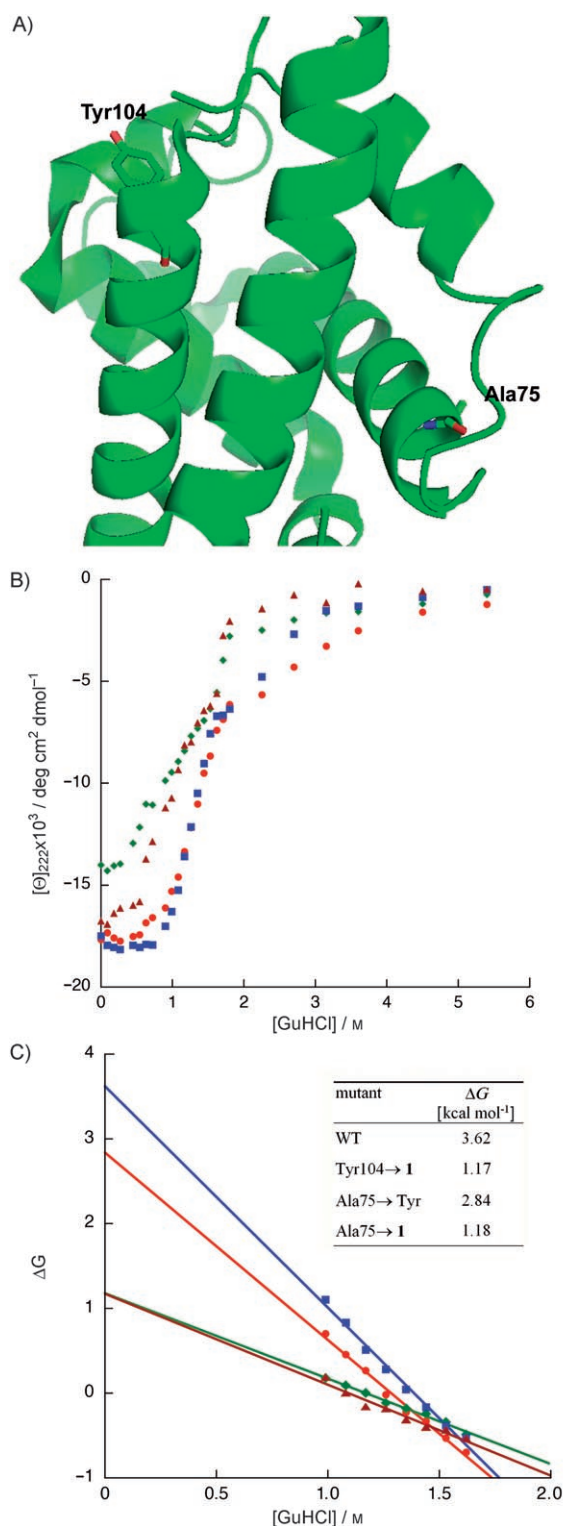 A)
Tyr104
Ala75
B)
0
−5
−10
−15
−20
[Θ]₂₂₂x10³ / deg cm² dmol⁻¹
0 1 2 3 4 5 6
[GuHCl] / M
C)
4
3
2
1
0
−1
ΔG
mutant ΔG
[kcal mol⁻¹]
WT 3.62
Tyr104→ 1 1.17
Ala75→ Tyr 2.84
Ala75→ 1 1.18
0 0.5 1.0 1.5 2.0
[GuHCl] / M